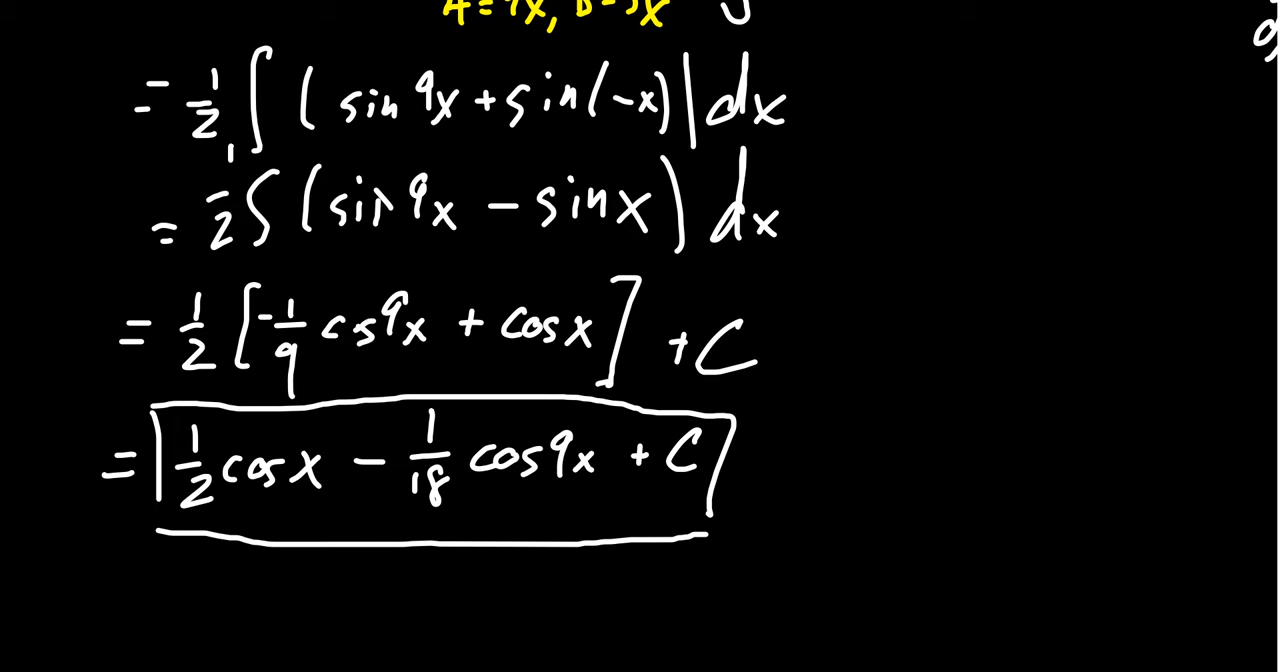 = 1/2 ∫ (sin 9x + sin(-x)) dx
= 1/2 ∫ (sin 9x - sin x) dx
= 1/2 [-1/9 cos 9x + cos x] + C
= 1/2 cos x - 1/18 cos 9x + C